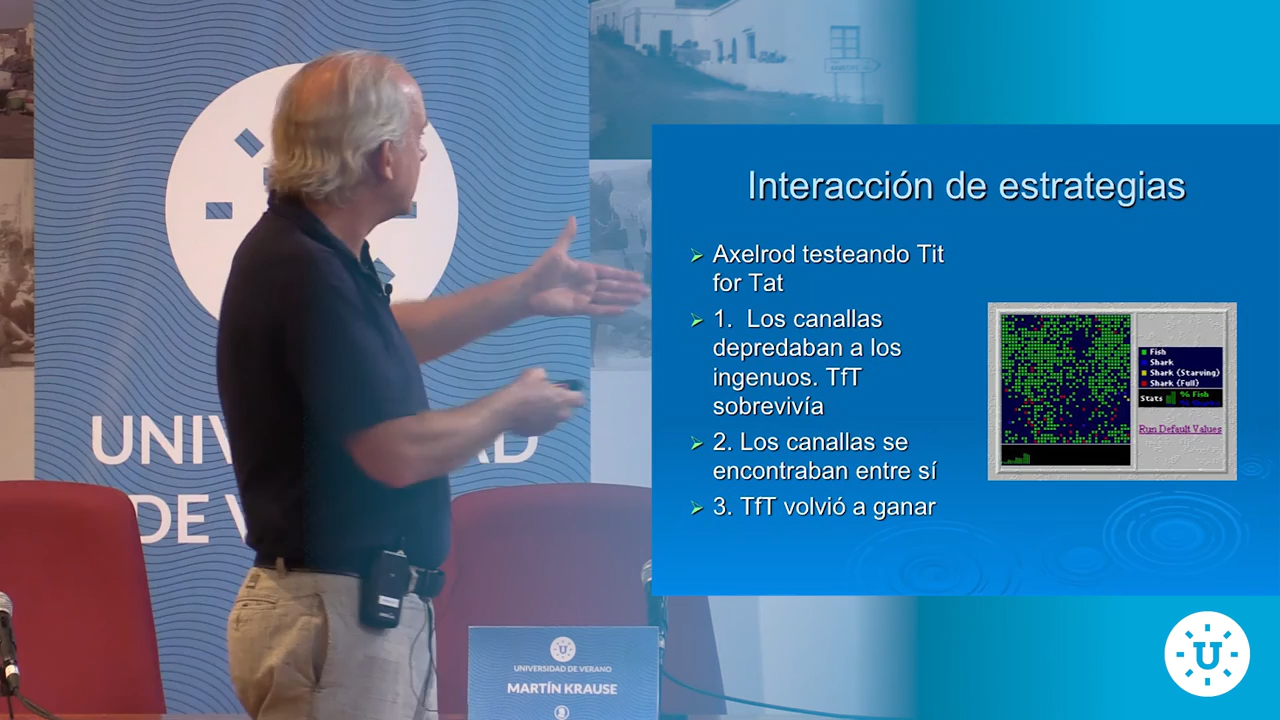 UNIV
AD
DE V
Interacción de estrategias
Axelrod testeando Tit
for Tat
1. Los canallas
depredaban a los
ingenuos. TfT
sobrevivía
2. Los canallas se
encontraban entre sí
3. TfT volvió a ganar
Fish
Shark
Shark (Starving)
Shark (Full)
Stats
% Fish
Run Default Values
U
UNIVERSIDAD DE VERANO
MARTÍN KRAUSE
U